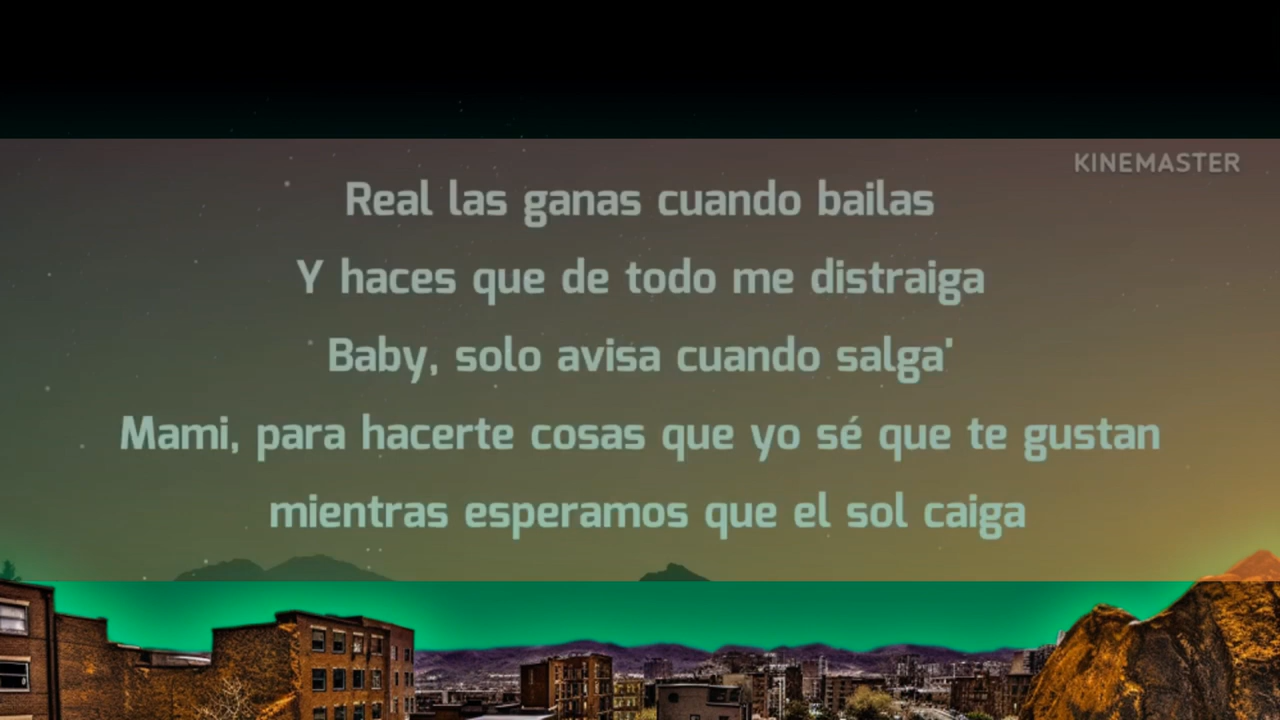 KINEMASTER
Real las ganas cuando bailas
Y haces que de todo me distraiga
Baby, solo avisa cuando salga'
Mami, para hacerte cosas que yo sé que te gustan
mientras esperamos que el sol caiga